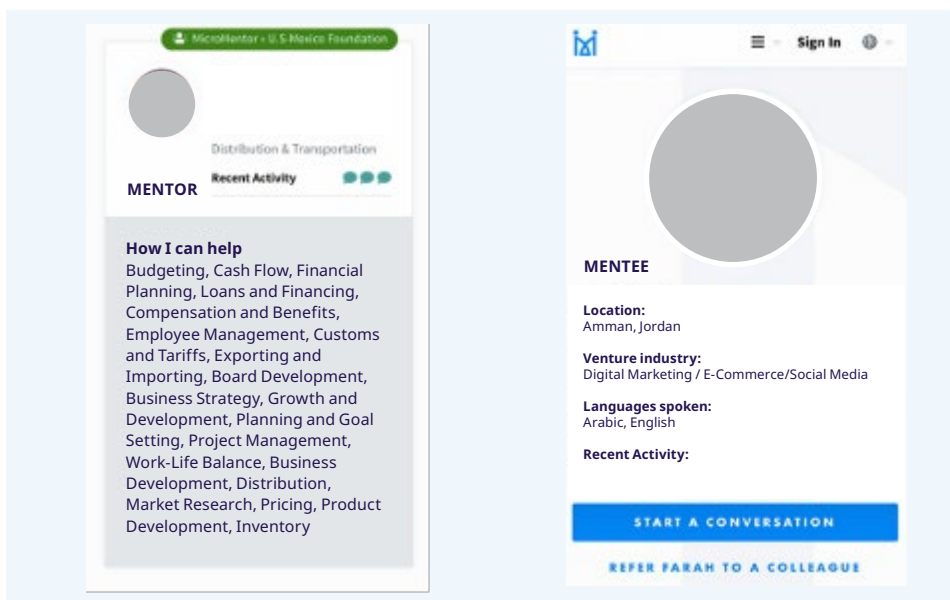 MicroMentor • U.S-Mexico Foundation
Distribution & Transportation
Recent Activity
MENTOR
How I can help
Budgeting, Cash Flow, Financial
Planning, Loans and Financing,
Compensation and Benefits,
Employee Management, Customs
and Tariffs, Exporting and
Importing, Board Development,
Business Strategy, Growth and
Development, Planning and Goal
Setting, Project Management,
Work-Life Balance, Business
Development, Distribution,
Market Research, Pricing, Product
Development, Inventory
Sign In
MENTEE
Location:
Amman, Jordan
Venture industry:
Digital Marketing / E-Commerce/Social Media
Languages spoken:
Arabic, English
Recent Activity:
START A CONVERSATION
REFER FARAH TO A COLLEAGUE